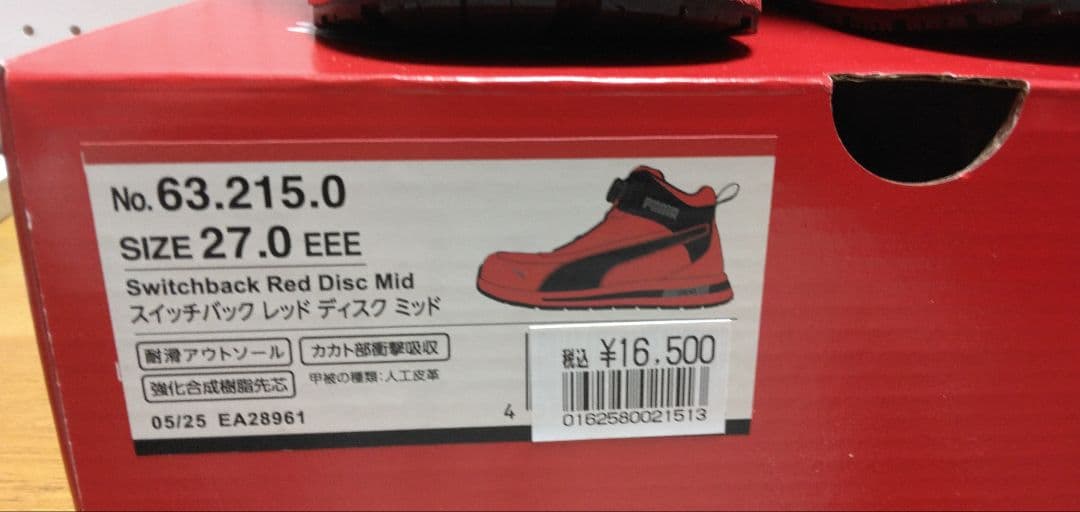 No. 63.215.0
SIZE 27.0 EEE
Switchback Red Disc Mid
スイッチバック レッド ディスク ミッド
耐滑アウトソール カカト部衝撃吸収
強化合成樹脂先芯 甲被の種類:人工皮革
05/25 EA28961
4
PUMA
税込 ¥16,500
0162580021513